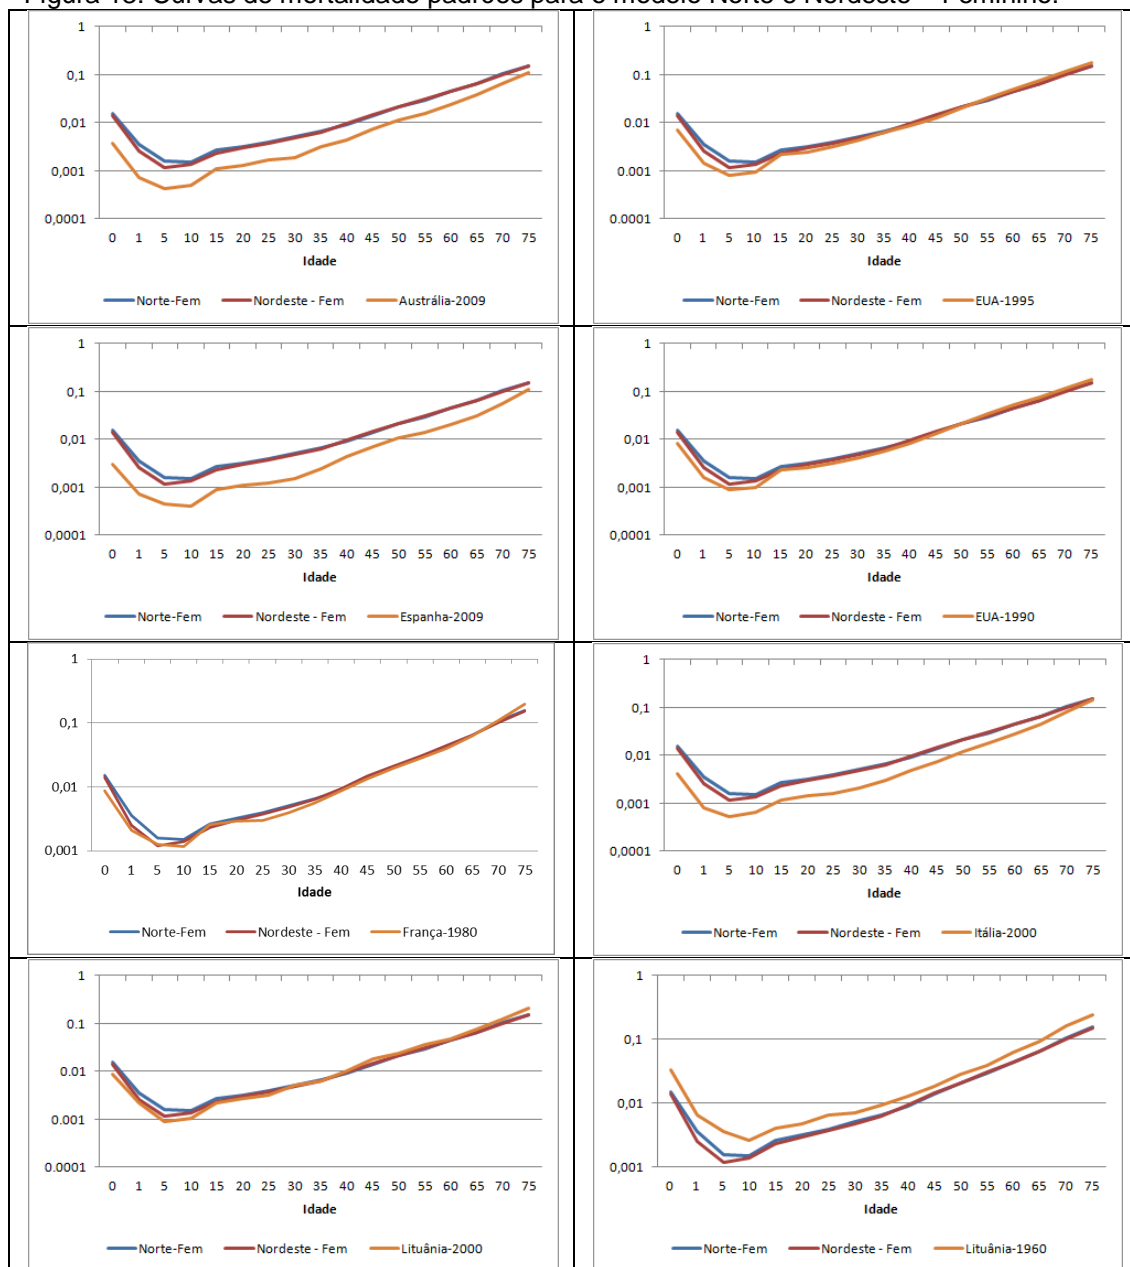 Figura Curvas de mortalidade padrões para o modelo Norte e Nordeste – Feminino.
1
0,1
0,01
0,001
0,0001
0 1 5 10 15 20 25 30 35 40 45 50 55 60 65 70 75
Idade
Norte-Fem Nordeste - Fem Austrália-2009
1
0.1
0.01
0.001
0.0001
0 1 5 10 15 20 25 30 35 40 45 50 55 60 65 70 75
Idade
Norte-Fem Nordeste - Fem EUA-1995
1
0,1
0,01
0,001
0,0001
0 1 5 10 15 20 25 30 35 40 45 50 55 60 65 70 75
Idade
Norte-Fem Nordeste - Fem Espanha-2009
1
0,1
0,01
0,001
0,0001
0 1 5 10 15 20 25 30 35 40 45 50 55 60 65 70 75
Idade
Norte-Fem Nordeste - Fem EUA-1990
1
0,1
0,01
0,001
0 1 5 10 15 20 25 30 35 40 45 50 55 60 65 70 75
Idade
Norte-Fem Nordeste - Fem França-1980
1
0,1
0,01
0,001
0,0001
0 1 5 10 15 20 25 30 35 40 45 50 55 60 65 70 75
Idade
Norte-Fem Nordeste - Fem Itália-2000
1
0.1
0.01
0.001
0.0001
0 1 5 10 15 20 25 30 35 40 45 50 55 60 65 70 75
Idade
Norte-Fem Nordeste - Fem Lituânia-2000
1
0,1
0,01
0,001
0 1 5 10 15 20 25 30 35 40 45 50 55 60 65 70 75
Idade
Norte-Fem Nordeste - Fem Lituânia-1960